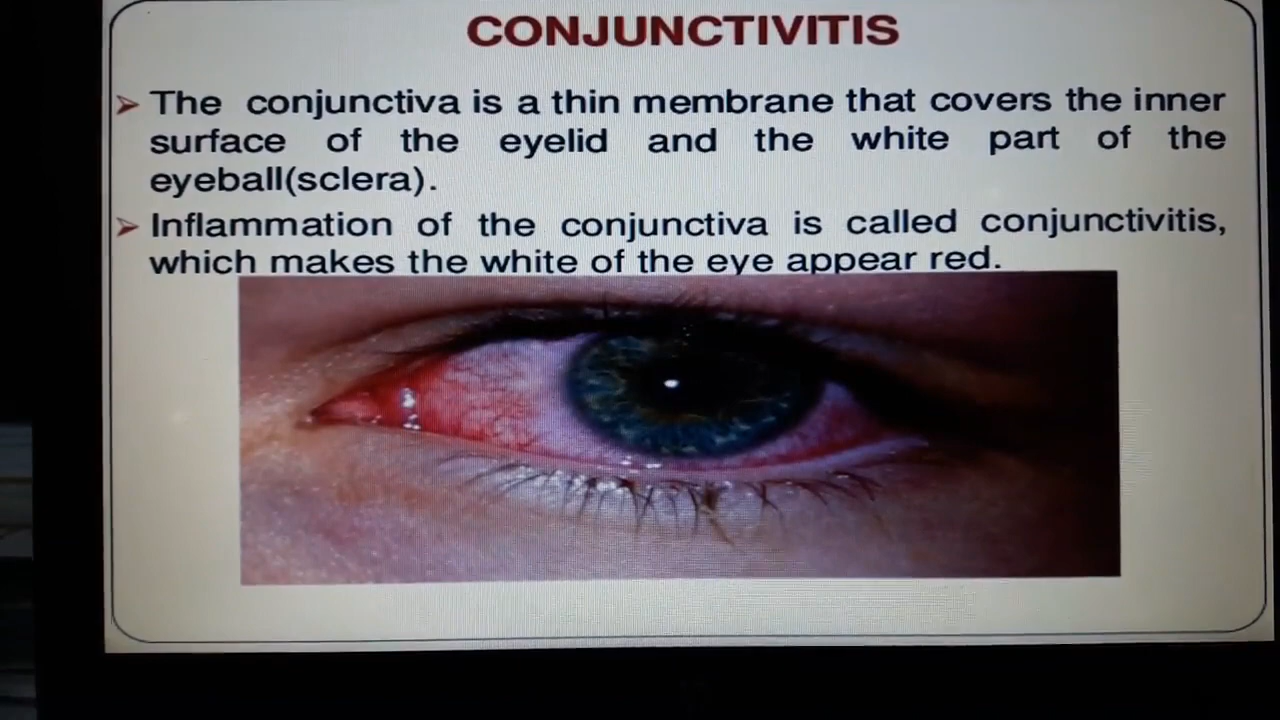 CONJUNCTIVITIS
The conjunctiva is a thin membrane that covers the inner
surface of the eyelid and the white part of the
eyeball(sclera).
Inflammation of the conjunctiva is called conjunctivitis,
which makes the white of the eye appear red.